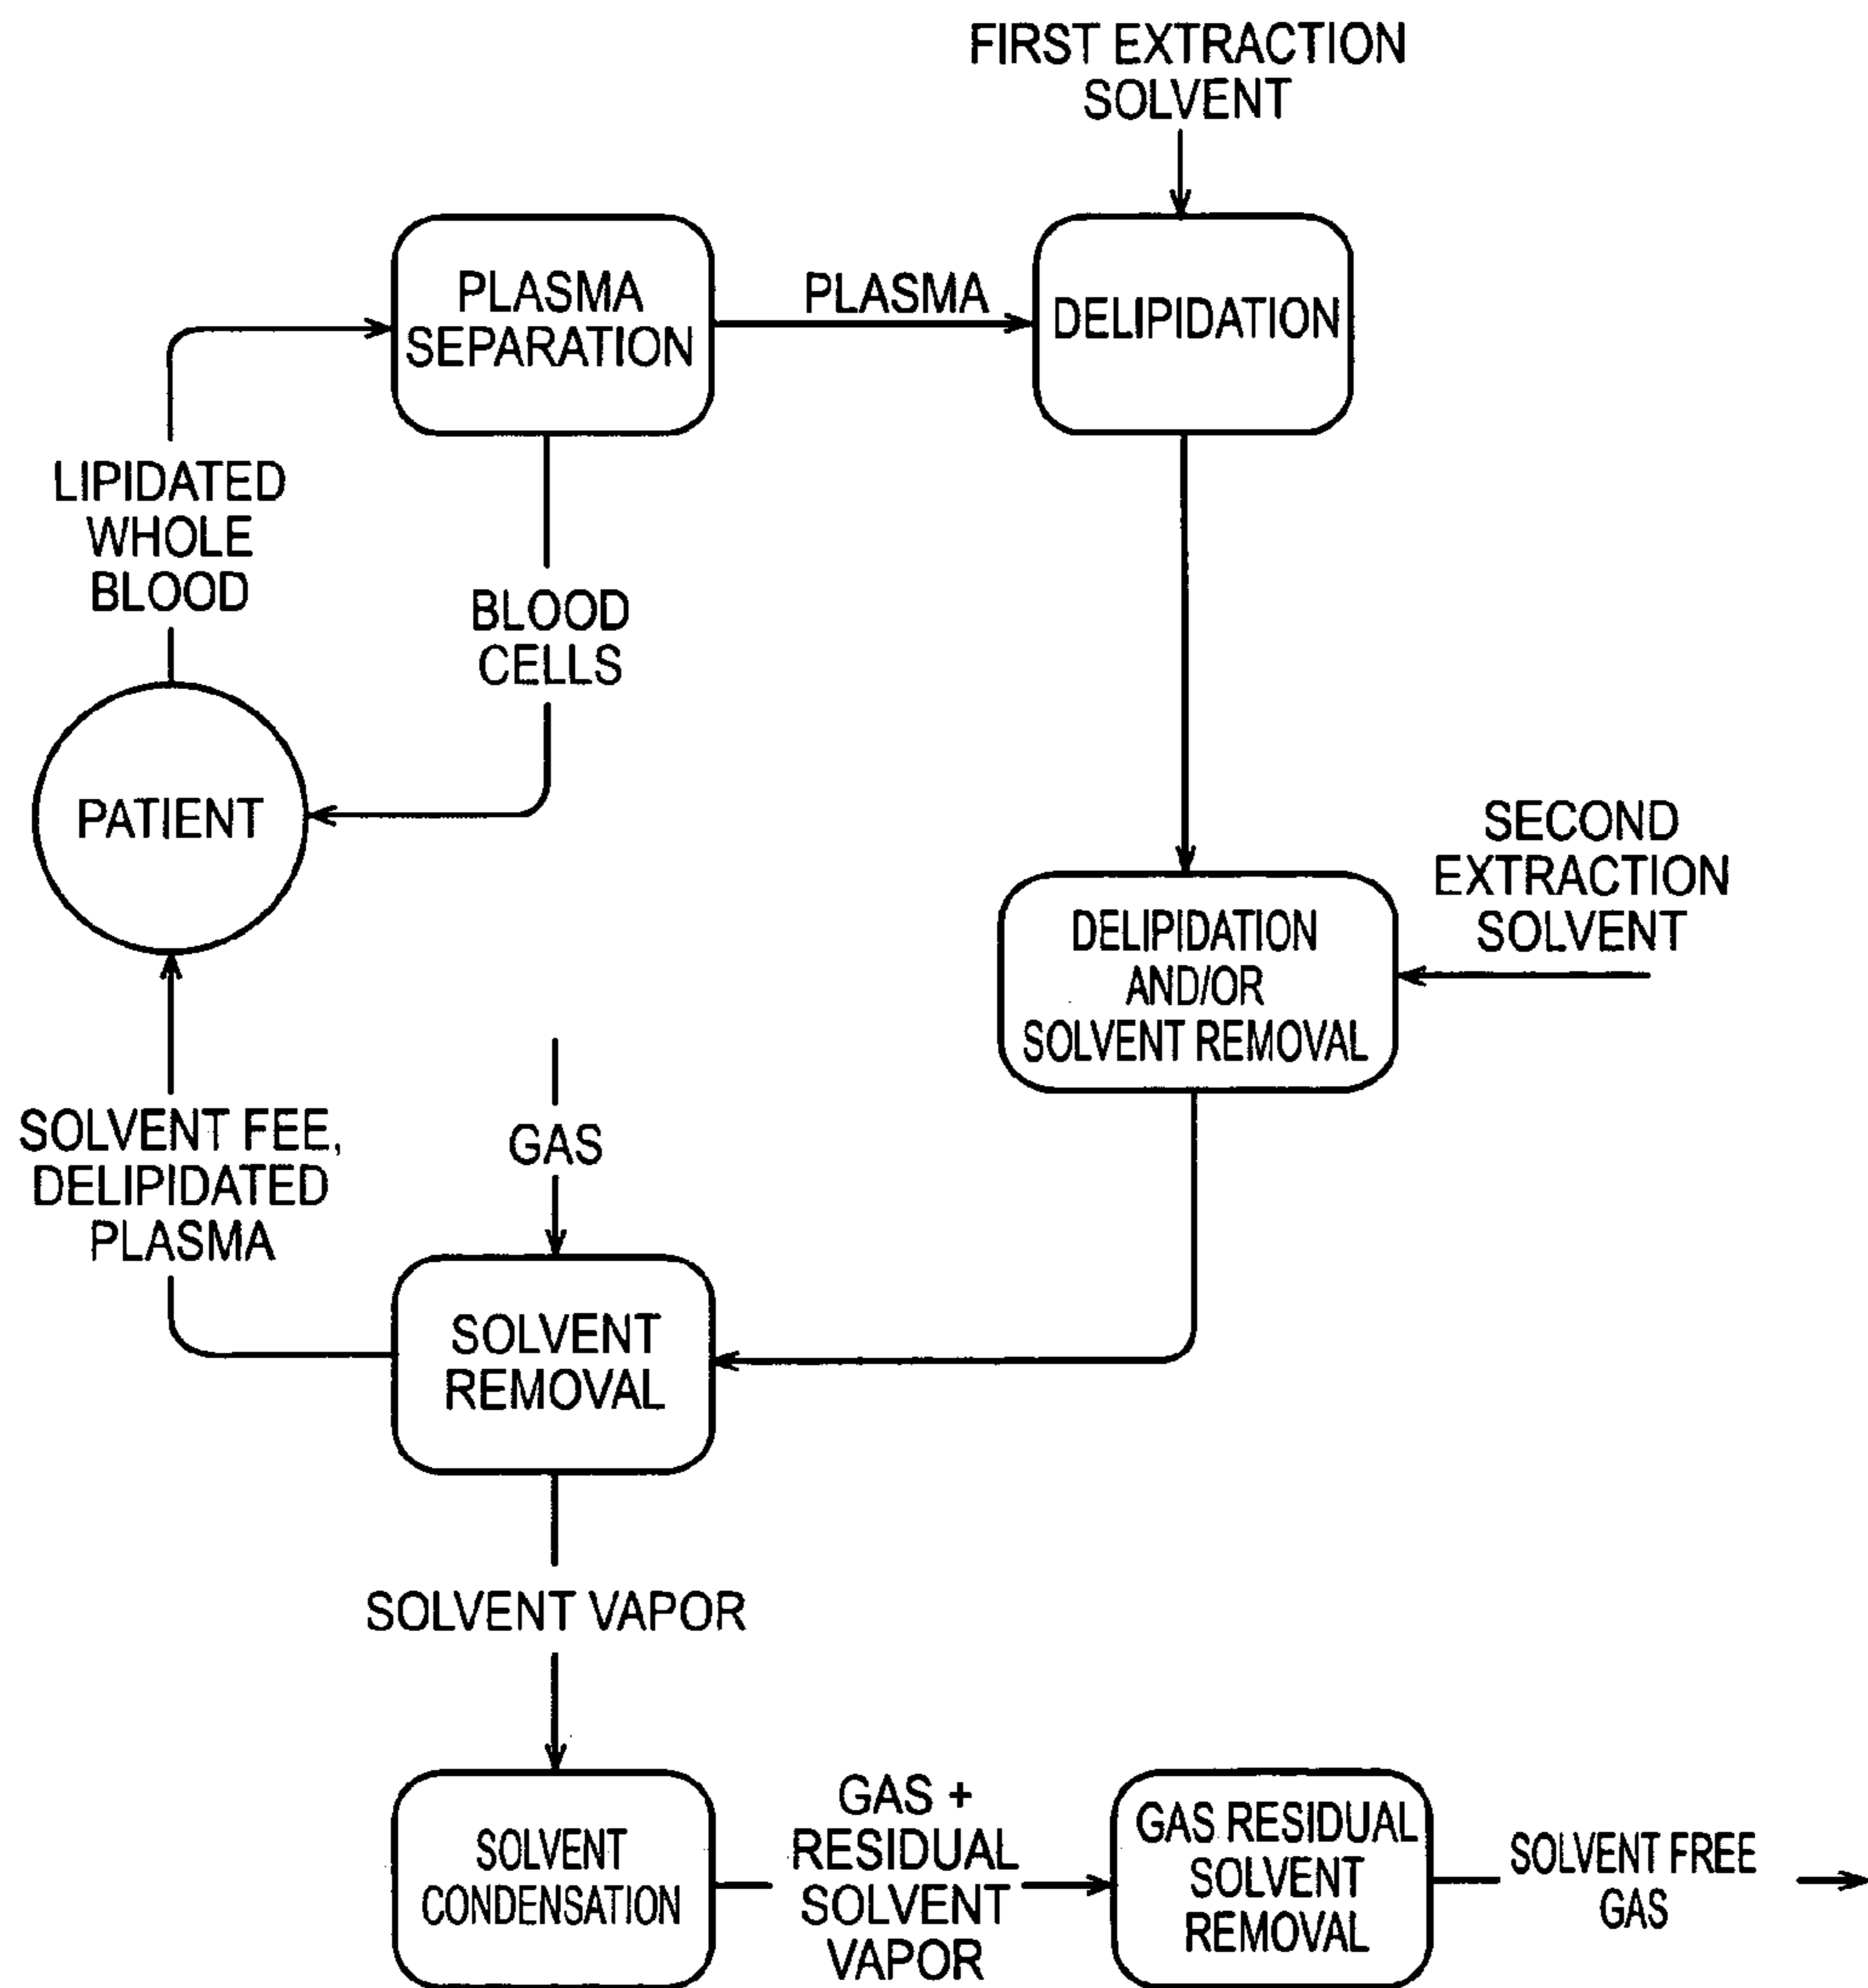 FIRST EXTRACTION
SOLVENT
PLASMA
SEPARATION
PLASMA
DELIPIDATION
LIPIDATED
WHOLE
BLOOD
BLOOD
CELLS
PATIENT
SECOND
EXTRACTION
SOLVENT
DELIPIDATION
AND/OR
SOLVENT REMOVAL
SOLVENT FEE,
DELIPIDATED
PLASMA
GAS
SOLVENT
REMOVAL
SOLVENT VAPOR
SOLVENT
CONDENSATION
GAS +
RESIDUAL
SOLVENT
VAPOR
GAS RESIDUAL
SOLVENT
REMOVAL
SOLVENT FREE
GAS